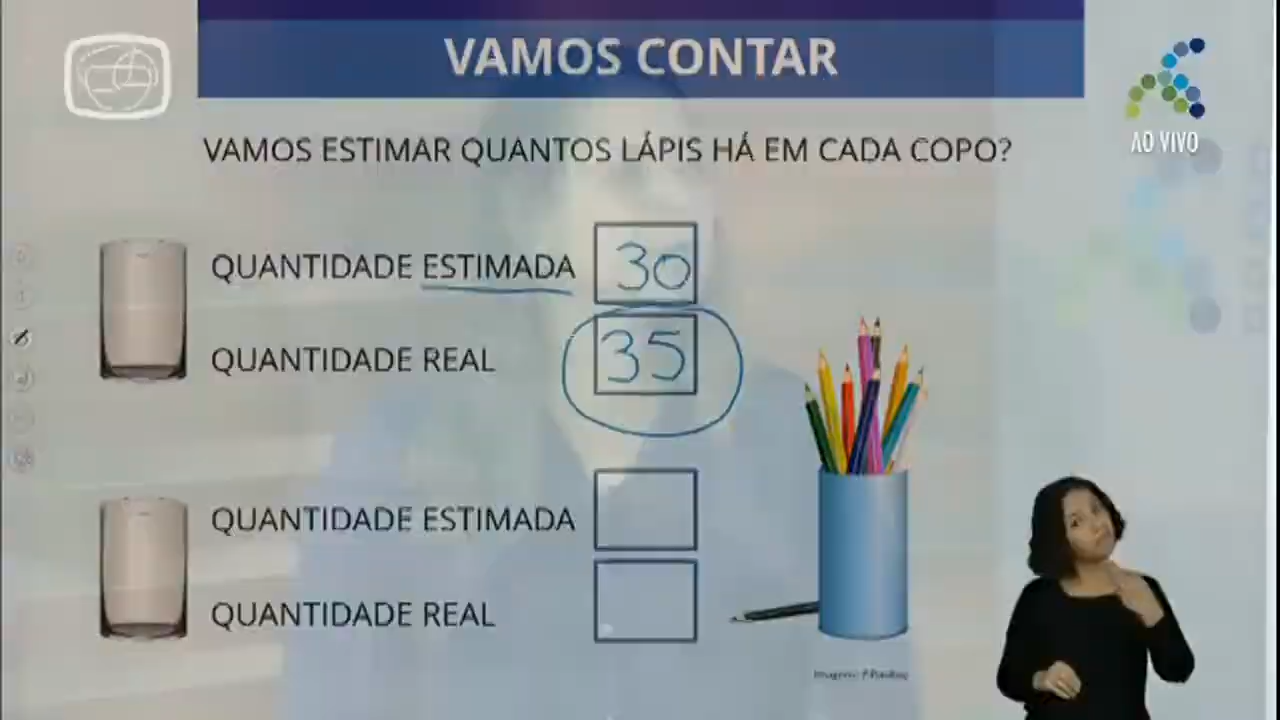 VAMOS CONTAR
AO VIVO
VAMOS ESTIMAR QUANTOS LÁPIS HÁ EM CADA COPO?
QUANTIDADE ESTIMADA 30
QUANTIDADE REAL 35
QUANTIDADE ESTIMADA
QUANTIDADE REAL